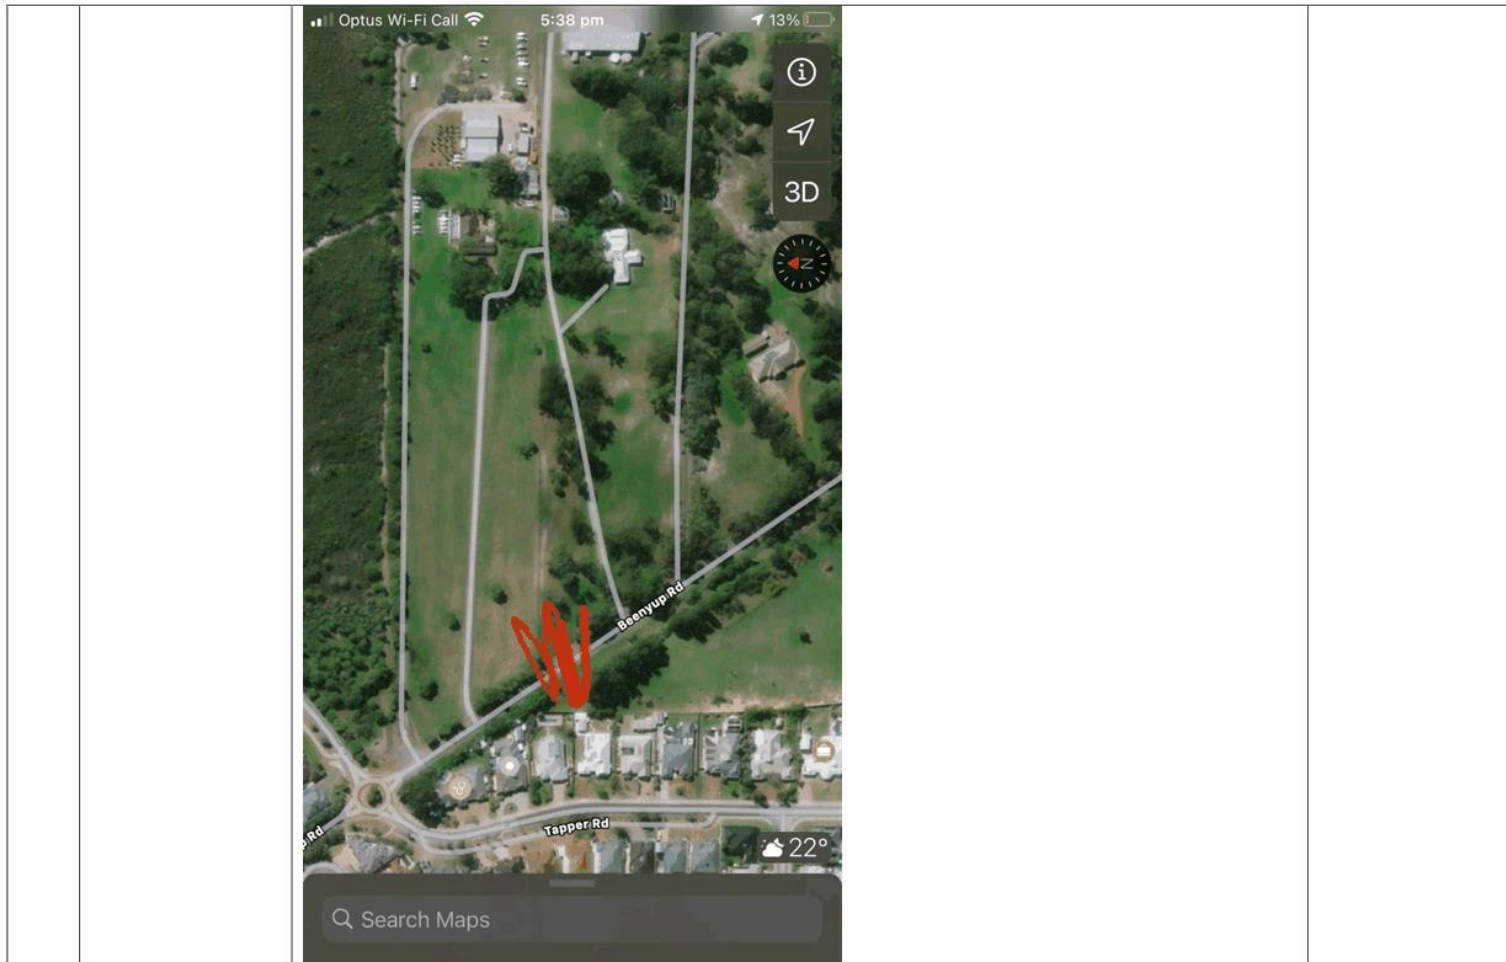 Optus Wi-Fi Call 5:38 pm 13%
3D
N
Beenyup Rd
Tapper Rd
p Rd
22°
Search Maps